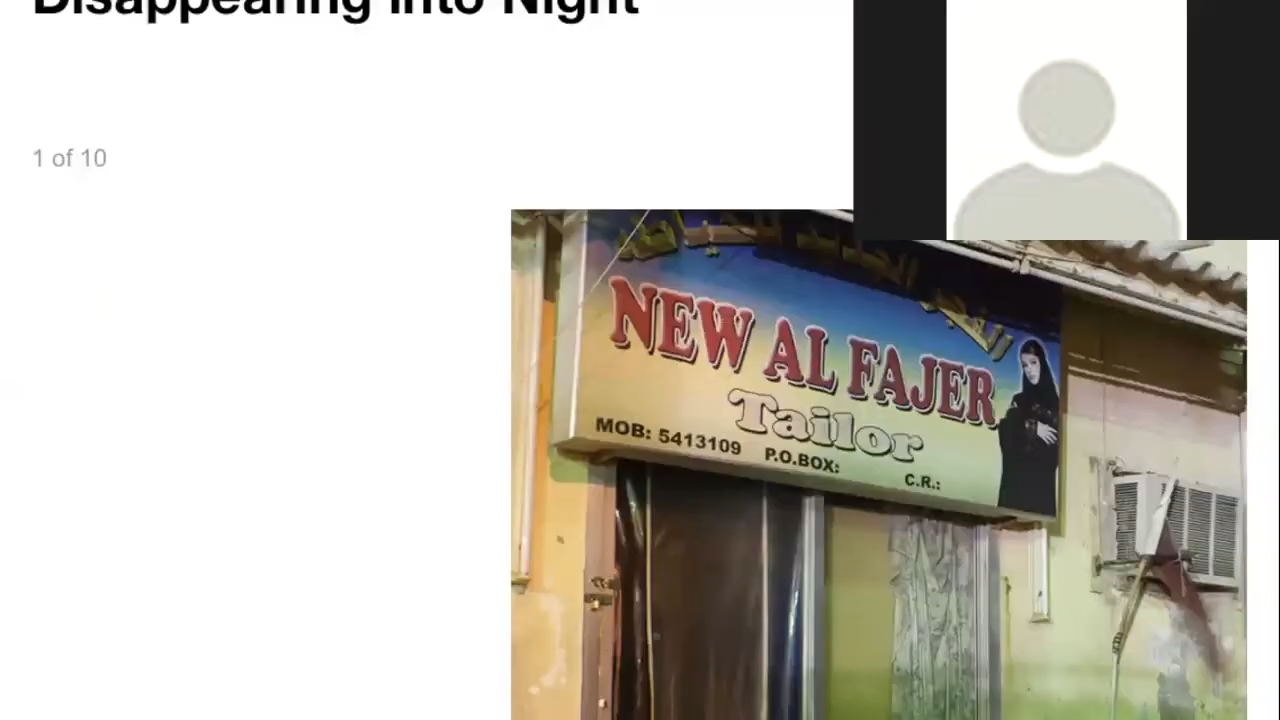 Disappearing into Night
1 of 10
NEW AL FAJER
Tailor
MOB: 5413109 P.O.BOX: C.R.: